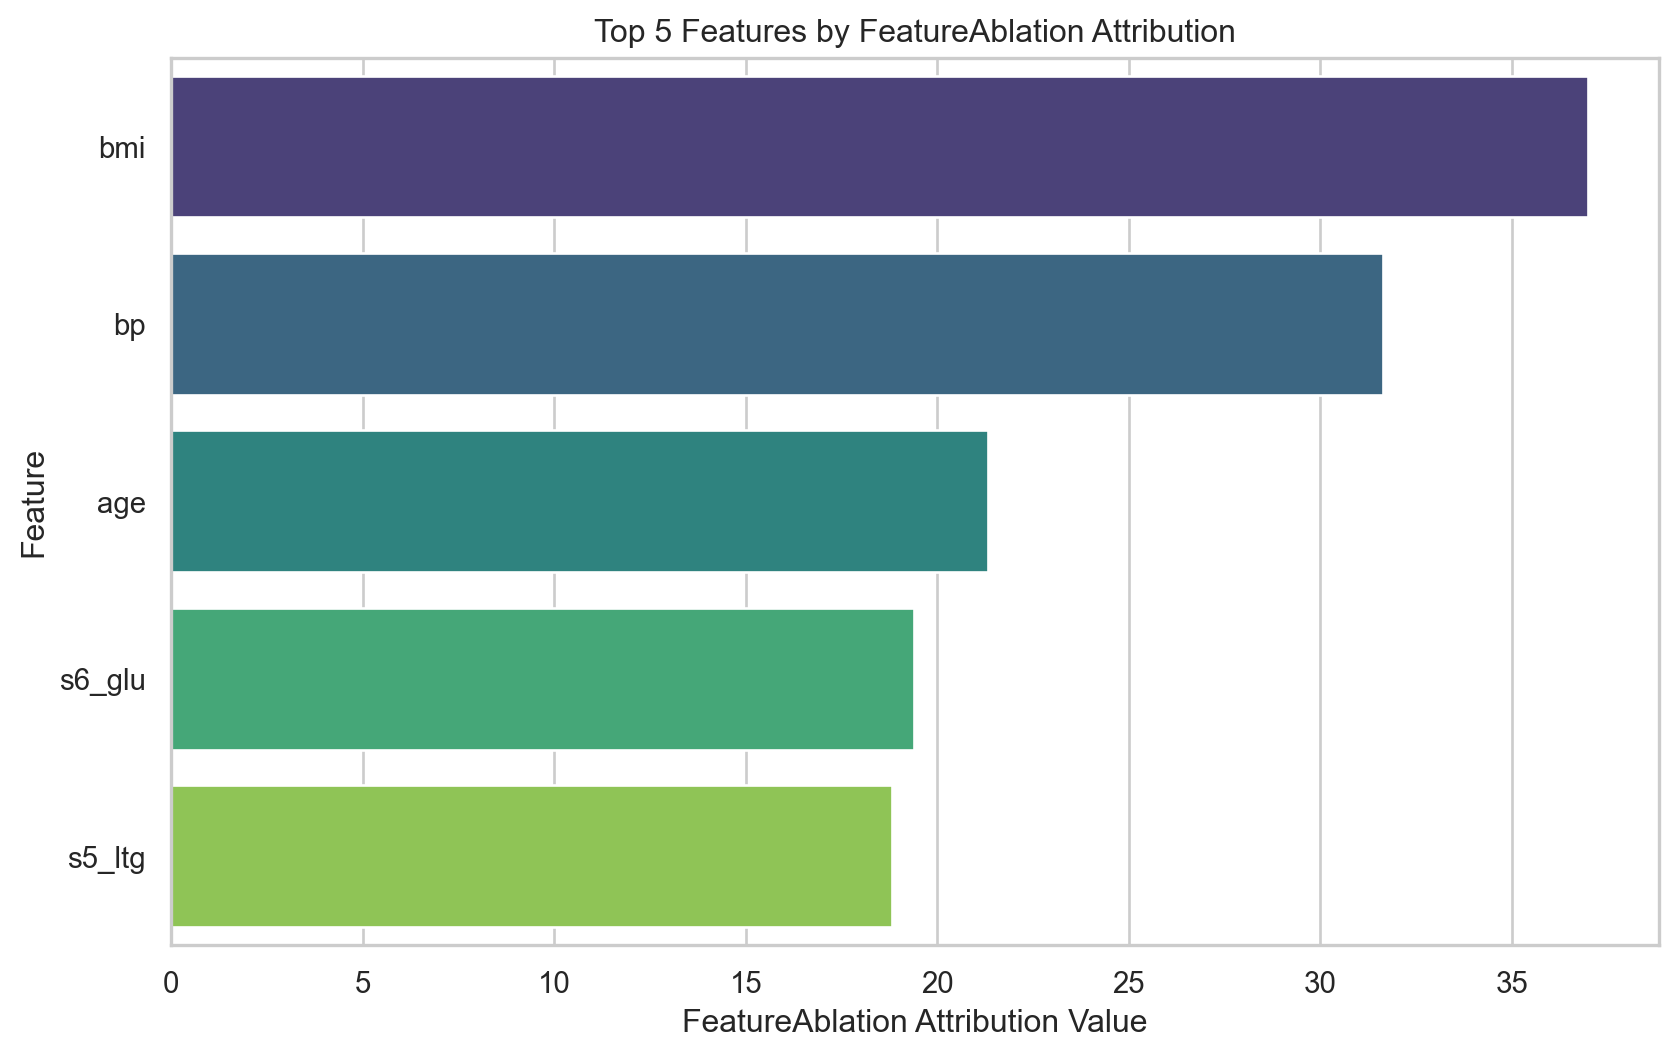 Top 5 Features by FeatureAblation Attribution
Feature
bmi
bp
age
s6_glu
s5_ltg
0 5 10 15 20 25 30 35
FeatureAblation Attribution Value